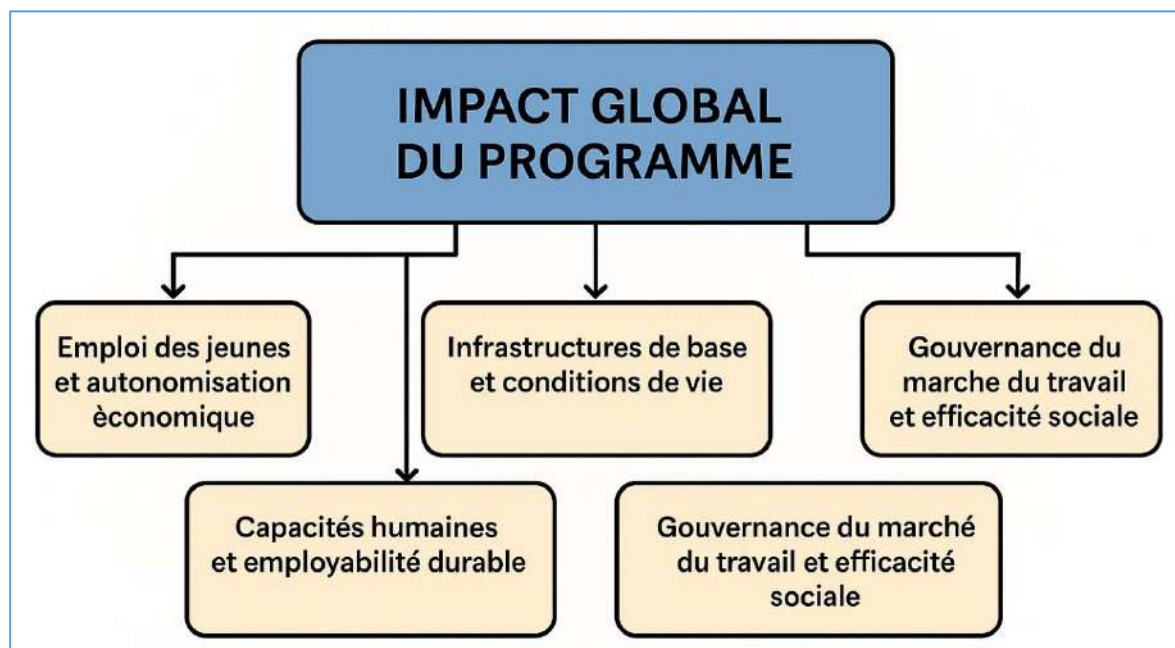 IMPACT GLOBAL
DU PROGRAMME
Emploi des jeunes
et autonomisation
èconomique
Infrastructures de base
et conditions de vie
Gouvernance du
marche du travail
et efficacité sociale
Capacités humaines
et employabilité durable
Gouvernance du marché
du travail et efficacité
sociale